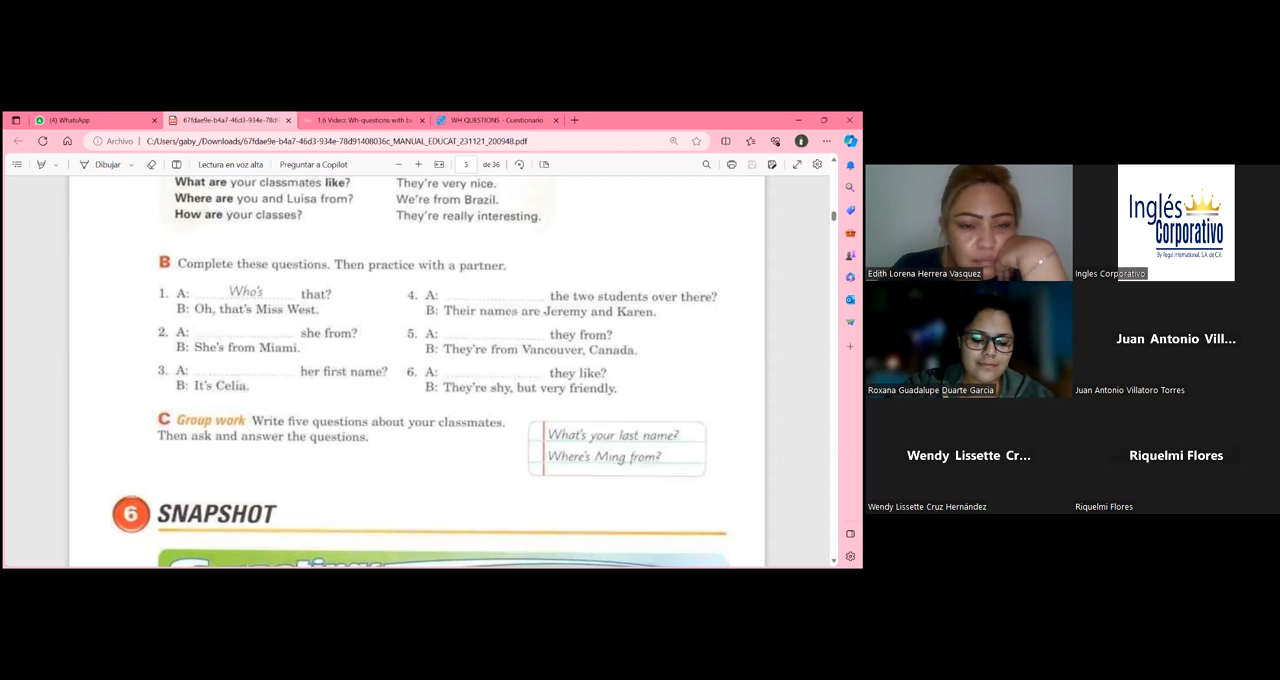 (4) WhatsApp
67fdae9e-b4a7-46d3-934e-78d9
1.6 Video: Wh-questions with be
WH QUESTIONS - Cuestionario
Archivo
C:/Users/gaby_/Downloads/67fdae9e-b4a7-46d3-934e-78d91408036c_MANUAL_EDUCAT_231121_200948.pdf
Dibujar
Lectura en voz alta
Preguntar a Copilot
5
de 36
What are your classmates like? They're very nice.
Where are you and Luisa from? We're from Brazil.
How are your classes? They're really interesting.
B Complete these questions. Then practice with a partner.
1. A: Who's that?
B: Oh, that's Miss West.
2. A: she from?
B: She's from Miami.
3. A: her first name?
B: It's Celia.
4. A: the two students over there?
B: Their names are Jeremy and Karen.
5. A: they from?
B: They're from Vancouver, Canada.
6. A: they like?
B: They're shy, but very friendly.
C Group work Write five questions about your classmates.
Then ask and answer the questions.
What's your last name?
Where's Ming from?
6 SNAPSHOT
Edith Lorena Herrera Vasquez
Inglés
Corporativo
By Regal International, S.A. de C.V.
Ingles Corporativo
Roxana Guadalupe Duarte Garcia
Juan Antonio Vill...
Juan Antonio Villatoro Torres
Wendy Lissette Cr...
Wendy Lissette Cruz Hernández
Riquelmi Flores
Riquelmi Flores